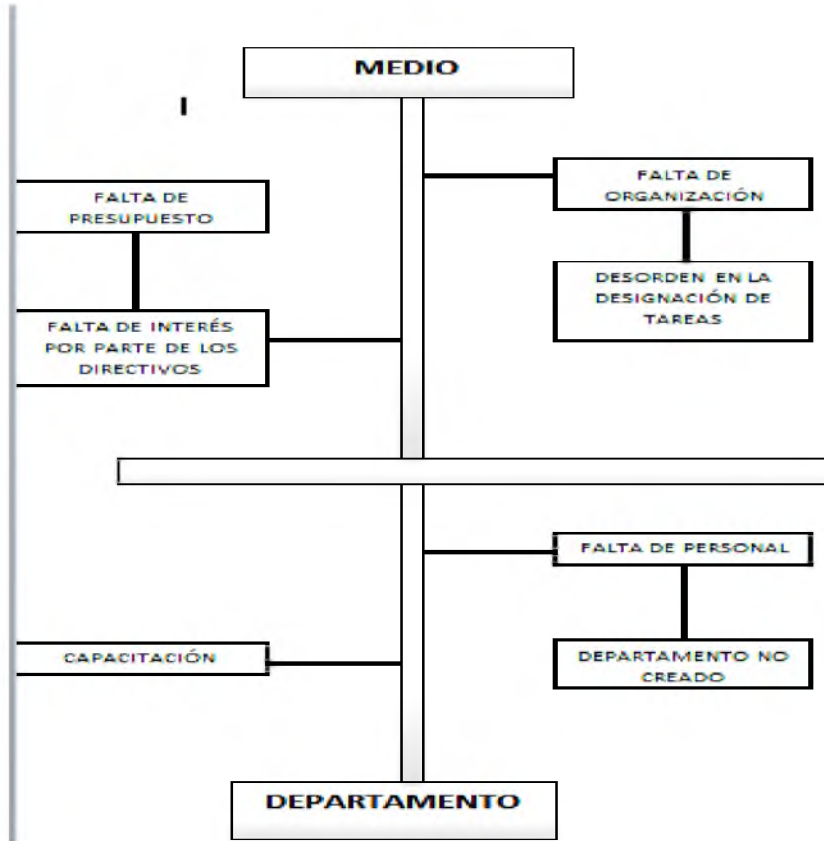 MEDIO
FALTA DE
PRESUPUESTO
FALTA DE
ORGANIZACIÓN
DESORDEN EN LA
DESIGNACIÓN DE
TAREAS
FALTA DE INTERÉS
POR PARTE DE LOS
DIRECTIVOS
FALTA DE PERSONAL
CAPACITACIÓN
DEPARTAMENTO NO
CREADO
DEPARTAMENTO